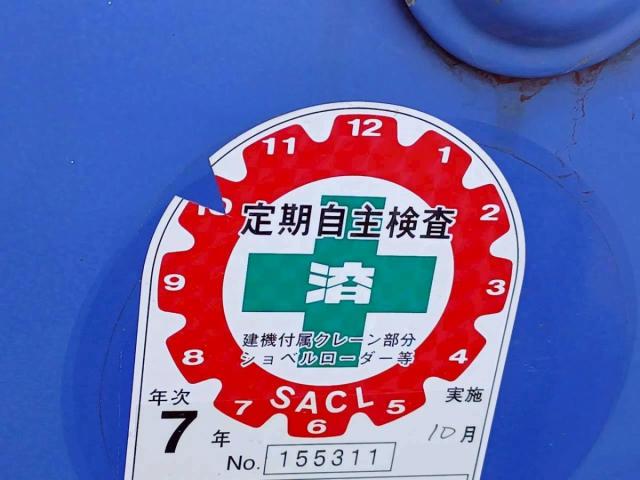 12
11 1
10 2
定期自主検査
9 済 3
建機付属クレーン部分
ショベルローダー等
8 4
SACL
7 6 5
年次 実施
7年 10月
No. 155311